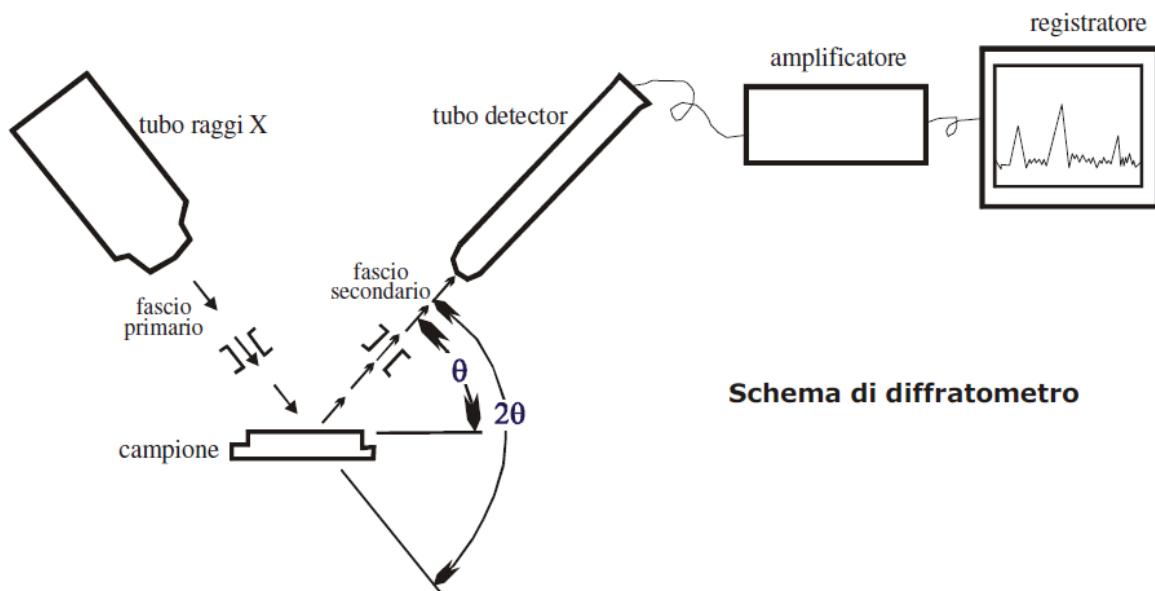 registratore
amplificatore
tubo raggi X
tubo detector
fascio
primario
fascio
secondario
θ
2θ
campione
Schema di diffratometro